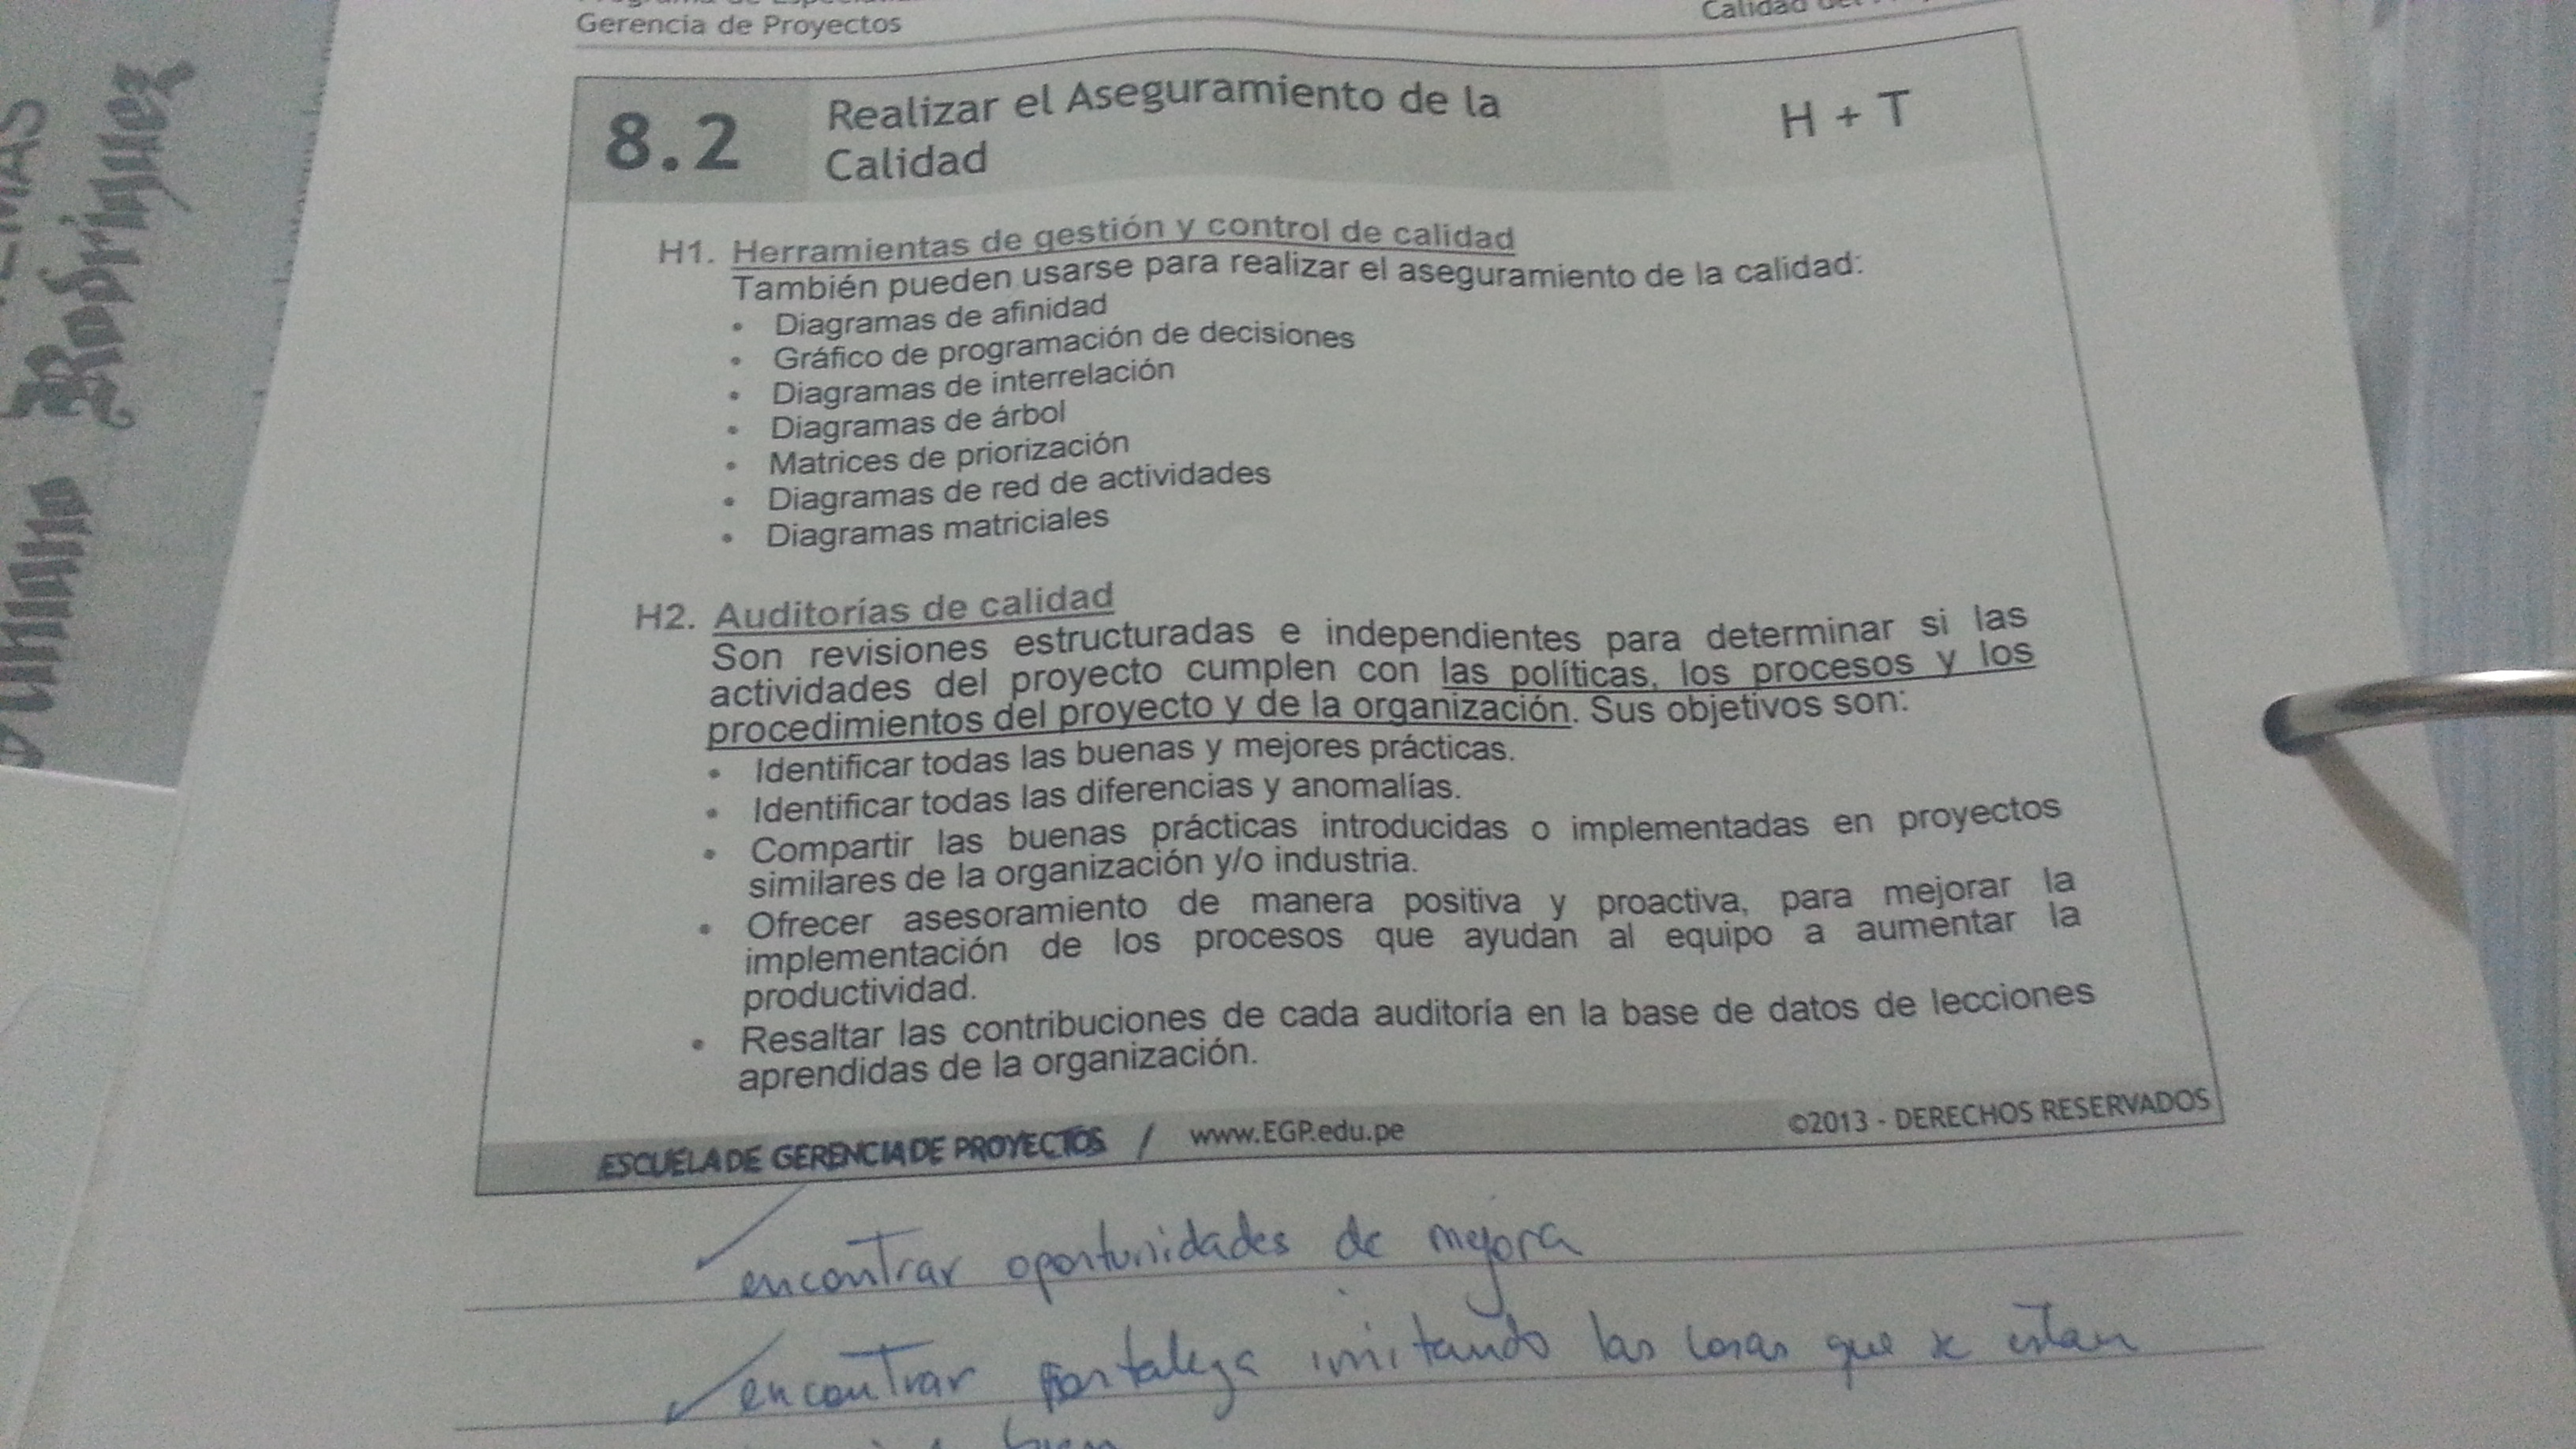 Gerencia de Proyectos
Calidad del
8.2
Realizar el Aseguramiento de la
Calidad
H + T
H1. Herramientas de gestión y control de calidad
También pueden usarse para realizar el aseguramiento de la calidad:
• Diagramas de afinidad
• Gráfico de programación de decisiones
• Diagramas de interrelación
• Diagramas de árbol
• Matrices de priorización
• Diagramas de red de actividades
• Diagramas matriciales
H2. Auditorías de calidad
Son revisiones estructuradas e independientes para determinar si las
actividades del proyecto cumplen con las políticas, los procesos y los
procedimientos del proyecto y de la organización. Sus objetivos son:
• Identificar todas las buenas y mejores prácticas.
• Identificar todas las diferencias y anomalías.
• Compartir las buenas prácticas introducidas o implementadas en proyectos
similares de la organización y/o industria.
• Ofrecer asesoramiento de manera positiva y proactiva, para mejorar la
implementación de los procesos que ayudan al equipo a aumentar la
productividad.
• Resaltar las contribuciones de cada auditoría en la base de datos de lecciones
aprendidas de la organización.
ESCUELA DE GERENCIA DE PROYECTOS / www.EGP.edu.pe
©2013 - DERECHOS RESERVADOS
encontrar oportunidades de mejora
encontrar fortaleza imitando las cosas que se estan
bien
Rodriguez